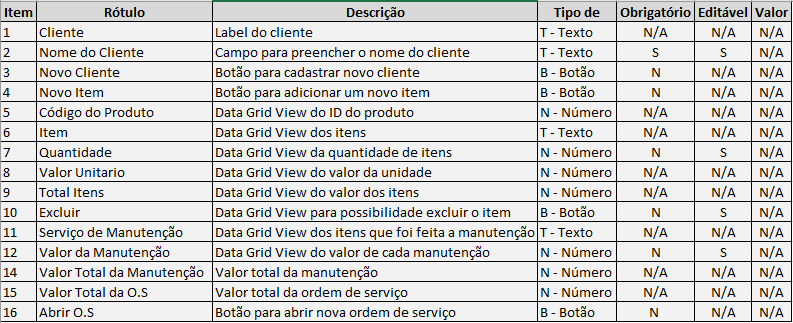 Item Rótulo Descrição Tipo de Obrigatório Editável Valor
1 Cliente Label do cliente T - Texto N/A N/A N/A
2 Nome do Cliente Campo para preencher o nome do cliente T - Texto S S N/A
3 Novo Cliente Botão para cadastrar novo cliente B - Botão N N/A N/A
4 Novo Item Botão para adicionar um novo item B - Botão N N/A N/A
5 Código do Produto Data Grid View do ID do produto N - Número N/A N/A N/A
6 Item Data Grid View dos itens T - Texto N/A N/A N/A
7 Quantidade Data Grid View da quantidade de itens N - Número N S N/A
8 Valor Unitario Data Grid View do valor da unidade N - Número N/A N/A N/A
9 Total Itens Data Grid View do valor dos itens N - Número N/A N/A N/A
10 Excluir Data Grid View para possibilidade excluir o item B - Botão N S N/A
11 Serviço de Manutenção Data Grid View dos itens que foi feita a manutenção T - Texto N/A N/A N/A
12 Valor da Manutenção Data Grid View do valor de cada manutenção N - Número N S N/A
14 Valor Total da Manutenção Valor total da manutenção N - Número N/A N/A N/A
15 Valor Total da O.S Valor total da ordem de serviço N - Número N/A N/A N/A
16 Abrir O.S Botão para abrir nova ordem de serviço B - Botão N N/A N/A